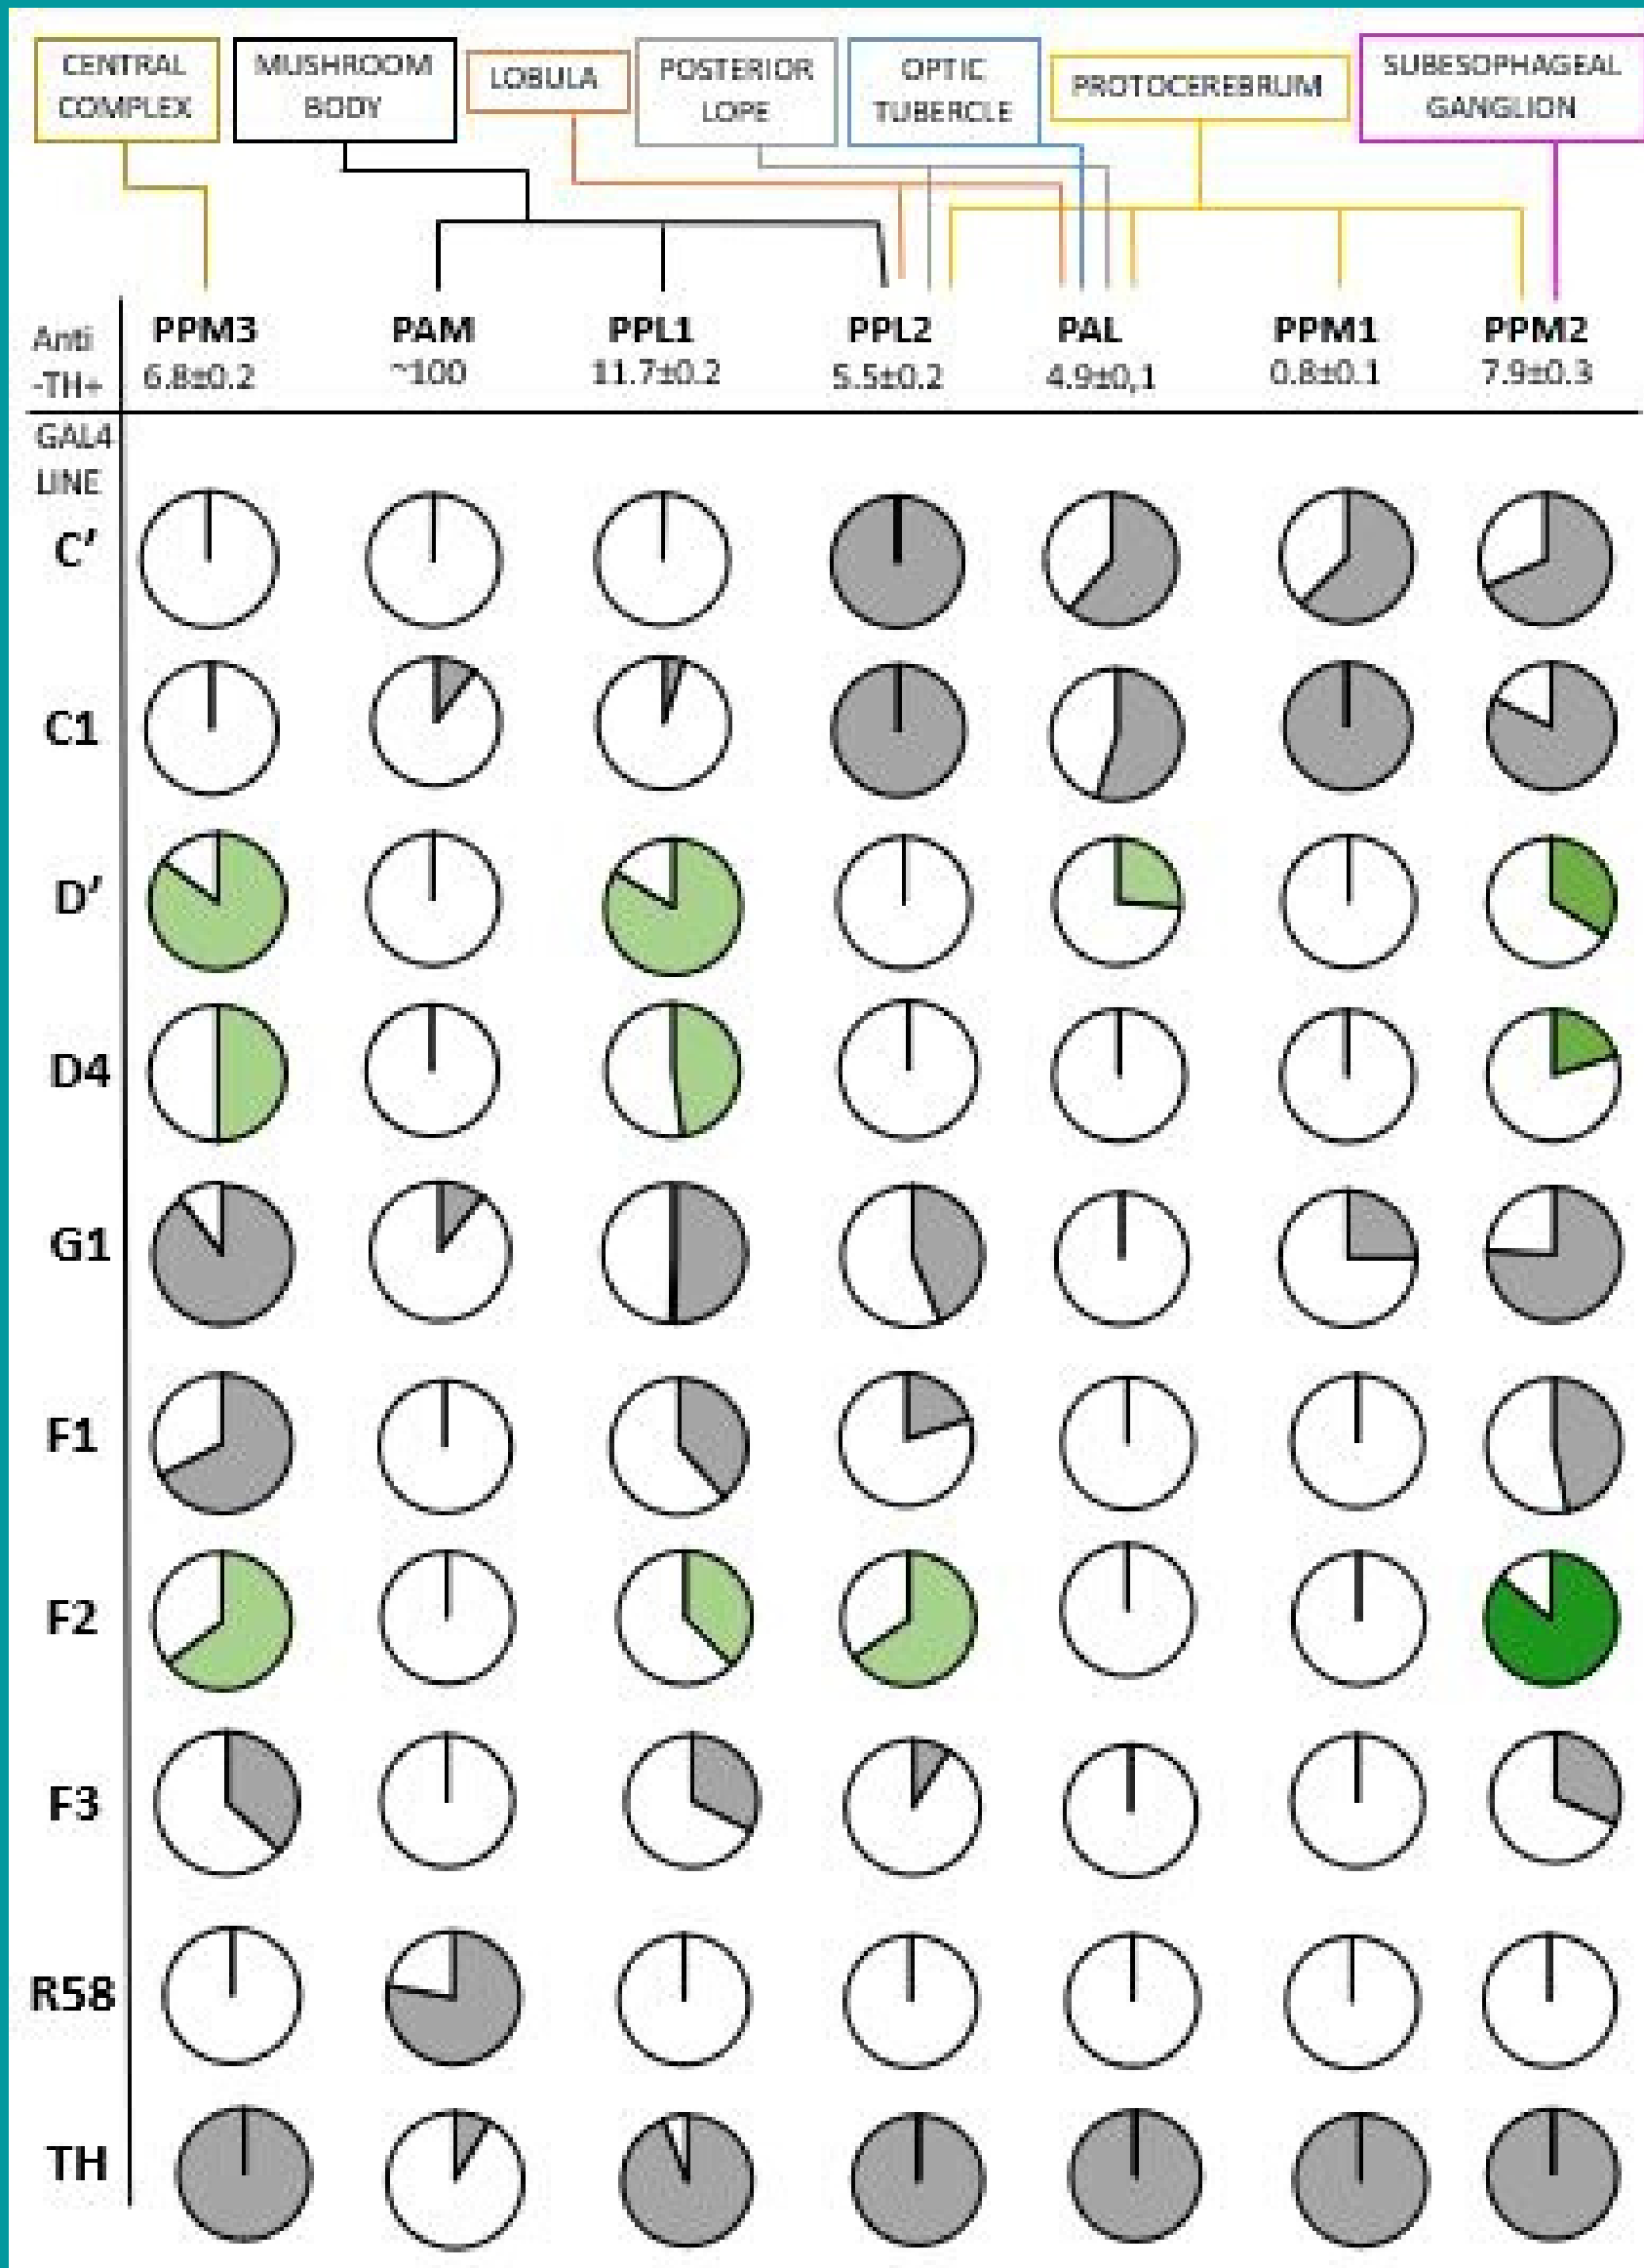 CENTRAL
COMPLEX
MUSHROOM
BODY
LOBULA
POSTERIOR
LOPE
OPTIC
TUBERCLE
PROTOCEREBRUM
SUBESOPHAGEAL
GANGLION
Anti
-TH+
PPM3 PAM PPL1 PPL2 PAL PPM1 PPM2
6.8±0.2 ~100 11.7±0.2 5.5±0.2 4.9±0,1 0.8±0.1 7.9±0.3
GAL4
LINE
C'
C1
D'
D4
G1
F1
F2
F3
R58
TH